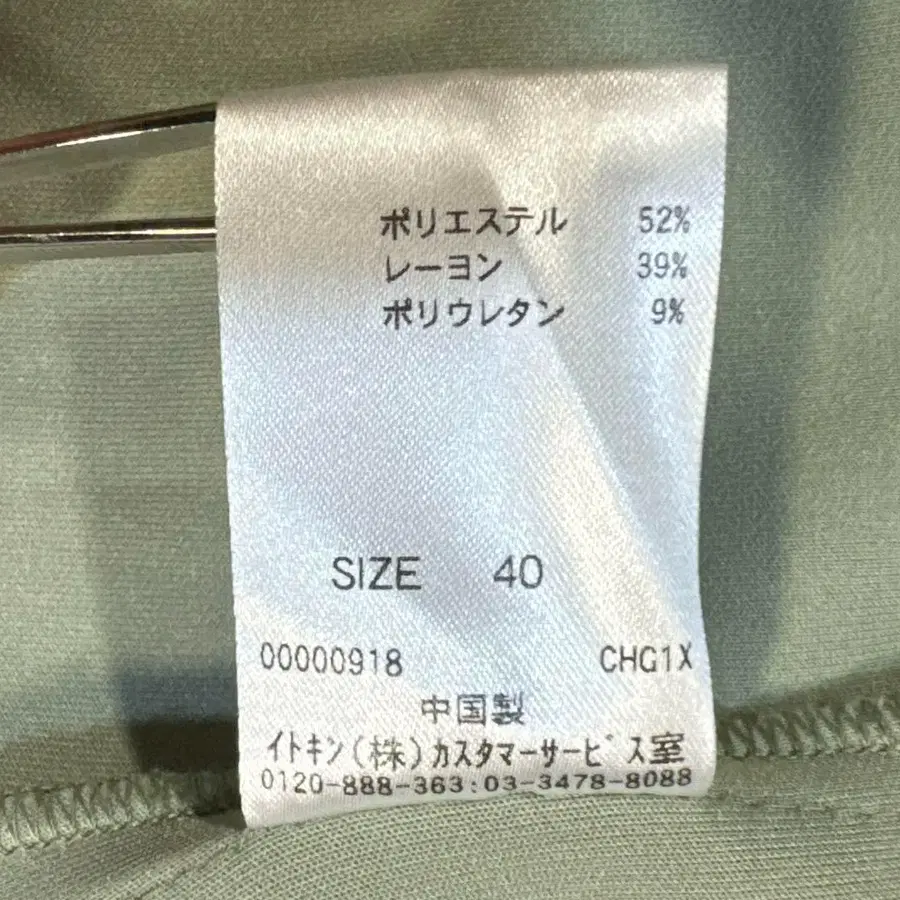 ポリエステル 52%
レーヨン 39%
ポリウレタン 9%
SIZE 40
00000918 CHG1X
中国製
イトキン(株)カスタマーサービス室
0120-888-363:03-3478-8088